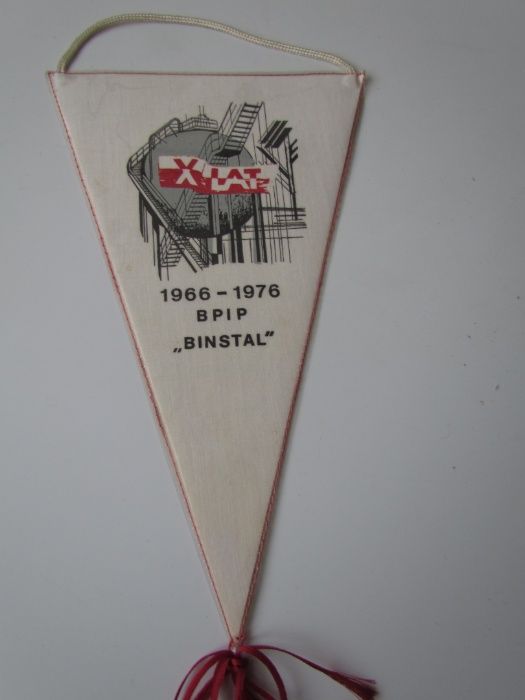 X-LAT
1966 - 1976
BPIP
„BINSTAL”